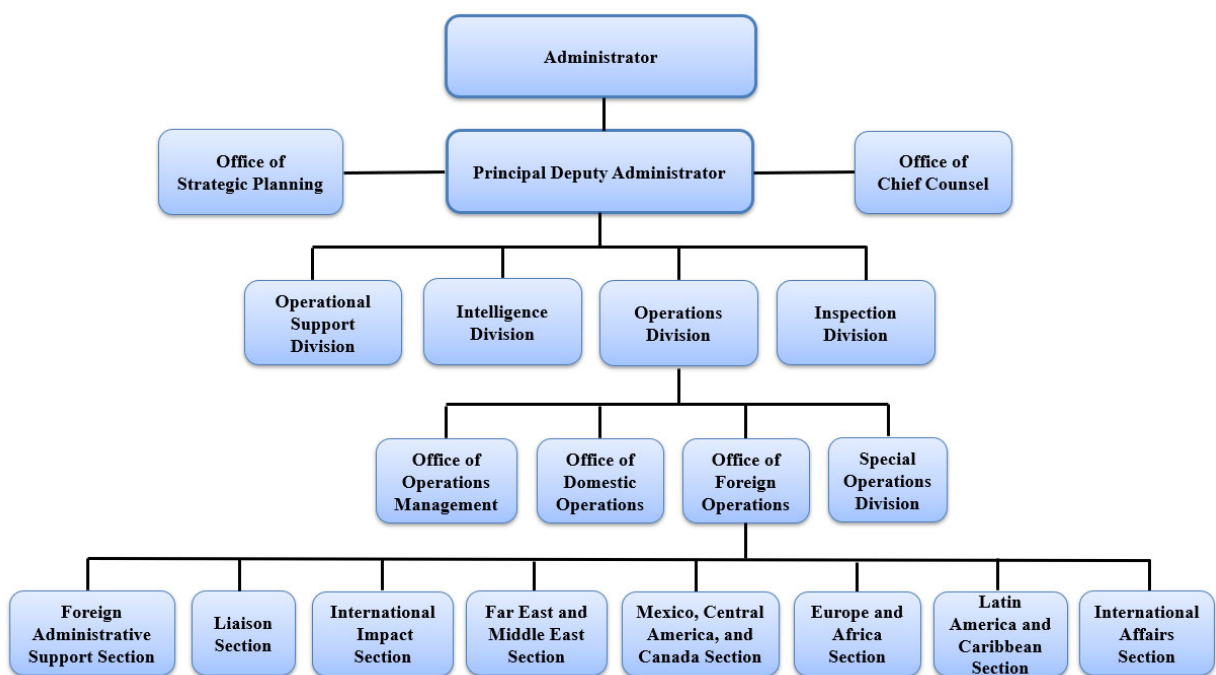 Administrator
Office of
Strategic Planning
Principal Deputy Administrator
Office of
Chief Counsel
Operational
Support
Division
Intelligence
Division
Operations
Division
Inspection
Division
Office of
Operations
Management
Office of
Domestic
Operations
Office of
Foreign
Operations
Special
Operations
Division
Foreign
Administrative
Support Section
Liaison
Section
International
Impact
Section
Far East and
Middle East
Section
Mexico, Central
America, and
Canada Section
Europe and
Africa
Section
Latin
America and
Caribbean
Section
International
Affairs
Section